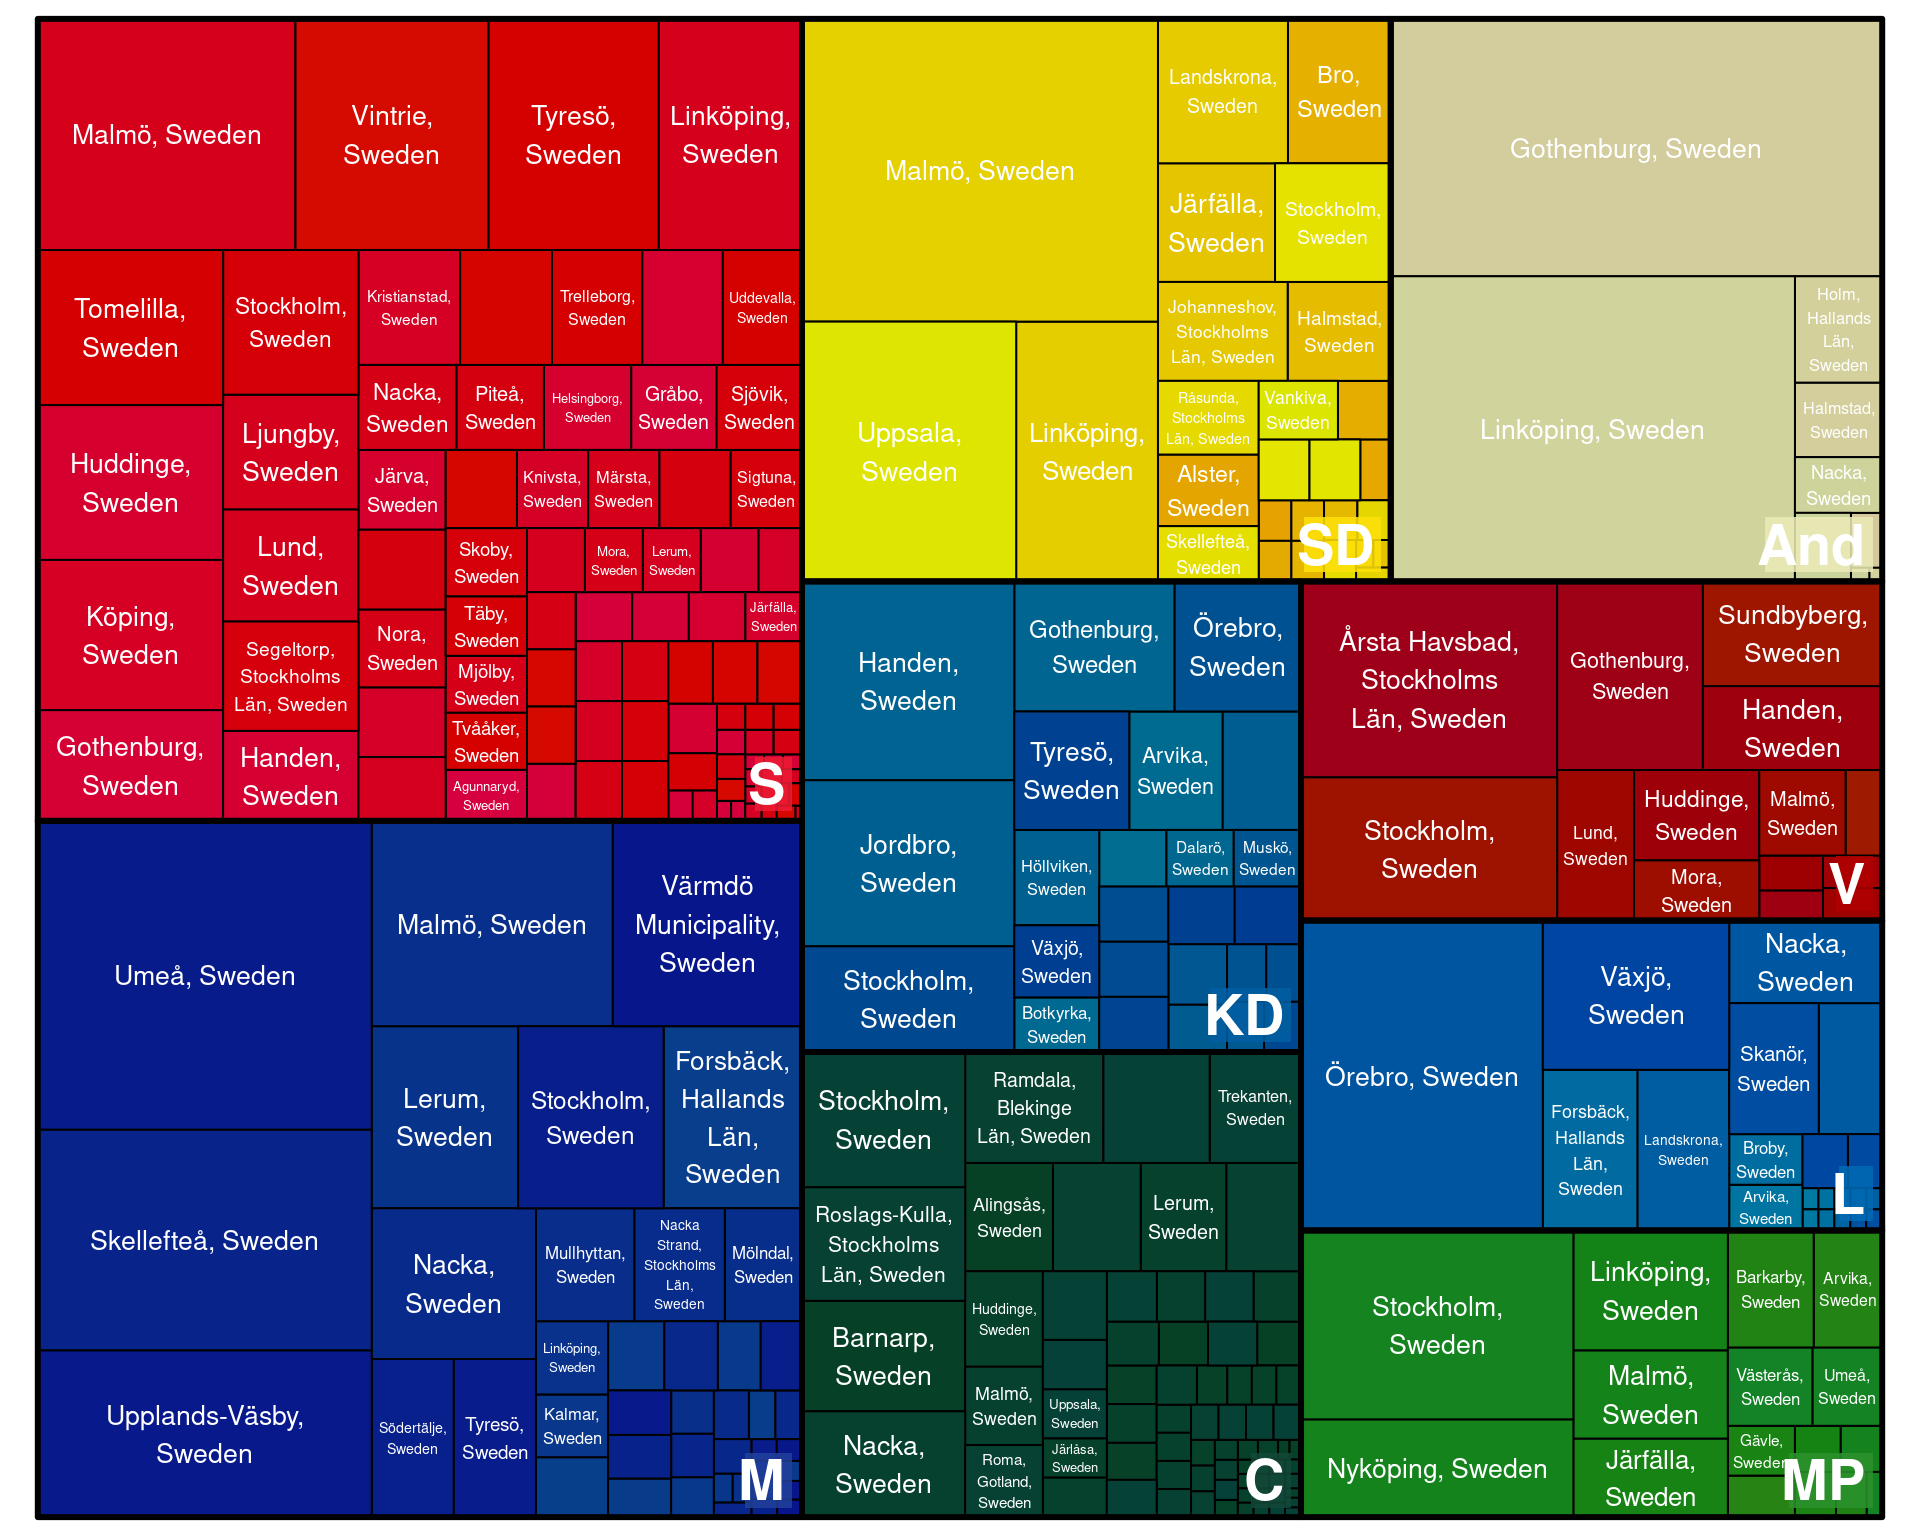 Malmö, Sweden
Vintrie,
Sweden
Tyresö,
Sweden
Linköping,
Sweden
Tomelilla,
Sweden
Stockholm,
Sweden
Kristianstad,
Sweden
Trelleborg,
Sweden
Uddevalla,
Sweden
Nacka,
Sweden
Piteå,
Sweden
Helsingborg,
Sweden
Gråbo,
Sweden
Sjövik,
Sweden
Huddinge,
Sweden
Ljungby,
Sweden
Järva,
Sweden
Knivsta,
Sweden
Märsta,
Sweden
Sigtuna,
Sweden
Lund,
Sweden
Skoby,
Sweden
Mora,
Sweden
Lerum,
Sweden
Köping,
Sweden
Segeltorp,
Stockholms
Län, Sweden
Nora,
Sweden
Täby,
Sweden
Järfälla,
Sweden
Mjölby,
Sweden
Gothenburg,
Sweden
Handen,
Sweden
Tvååker,
Sweden
Agunnaryd,
Sweden
S
Malmö, Sweden
Landskrona,
Sweden
Bro,
Sweden
Järfälla,
Sweden
Stockholm,
Sweden
Johanneshov,
Stockholms
Län, Sweden
Halmstad,
Sweden
Uppsala,
Sweden
Linköping,
Sweden
Råsunda,
Stockholms
Län, Sweden
Vankiva,
Sweden
Alster,
Sweden
Skellefteå,
Sweden
SD
Gothenburg, Sweden
Linköping, Sweden
Holm,
Hallands
Län,
Sweden
Halmstad,
Sweden
Nacka,
Sweden
And
Umeå, Sweden
Malmö, Sweden
Värmdö
Municipality,
Sweden
Lerum,
Sweden
Stockholm,
Sweden
Forsbäck,
Hallands
Län,
Sweden
Skellefteå, Sweden
Nacka,
Sweden
Mullhyttan,
Sweden
Nacka
Strand,
Stockholms
Län,
Sweden
Mölndal,
Sweden
Linköping,
Sweden
Upplands-Väsby,
Sweden
Södertälje,
Sweden
Tyresö,
Sweden
Kalmar,
Sweden
M
Handen,
Sweden
Gothenburg,
Sweden
Örebro,
Sweden
Tyresö,
Sweden
Arvika,
Sweden
Jordbro,
Sweden
Höllviken,
Sweden
Dalarö,
Sweden
Muskö,
Sweden
Stockholm,
Sweden
Växjö,
Sweden
Botkyrka,
Sweden
KD
Stockholm,
Sweden
Ramdala,
Blekinge
Län, Sweden
Trekanten,
Sweden
Roslags-Kulla,
Stockholms
Län, Sweden
Alingsås,
Sweden
Lerum,
Sweden
Barnarp,
Sweden
Huddinge,
Sweden
Malmö,
Sweden
Uppsala,
Sweden
Nacka,
Sweden
Roma,
Gotland,
Sweden
Järlåsa,
Sweden
C
Årsta Havsbad,
Stockholms
Län, Sweden
Gothenburg,
Sweden
Sundbyberg,
Sweden
Handen,
Sweden
Stockholm,
Sweden
Lund,
Sweden
Huddinge,
Sweden
Malmö,
Sweden
Mora,
Sweden
V
Örebro, Sweden
Växjö,
Sweden
Nacka,
Sweden
Skanör,
Sweden
Forsbäck,
Hallands
Län,
Sweden
Landskrona,
Sweden
Broby,
Sweden
Arvika,
Sweden
L
Stockholm,
Sweden
Linköping,
Sweden
Barkarby,
Sweden
Arvika,
Sweden
Malmö,
Sweden
Västerås,
Sweden
Umeå,
Sweden
Nyköping, Sweden
Järfälla,
Sweden
Gävle,
Sweden
MP